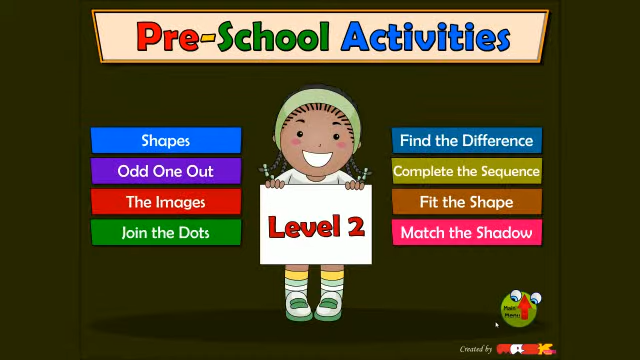 Pre-School Activities
Shapes
Odd One Out
The Images
Join the Dots
Level 2
Find the Difference
Complete the Sequence
Fit the Shape
Match the Shadow
Main
Menu
Created by